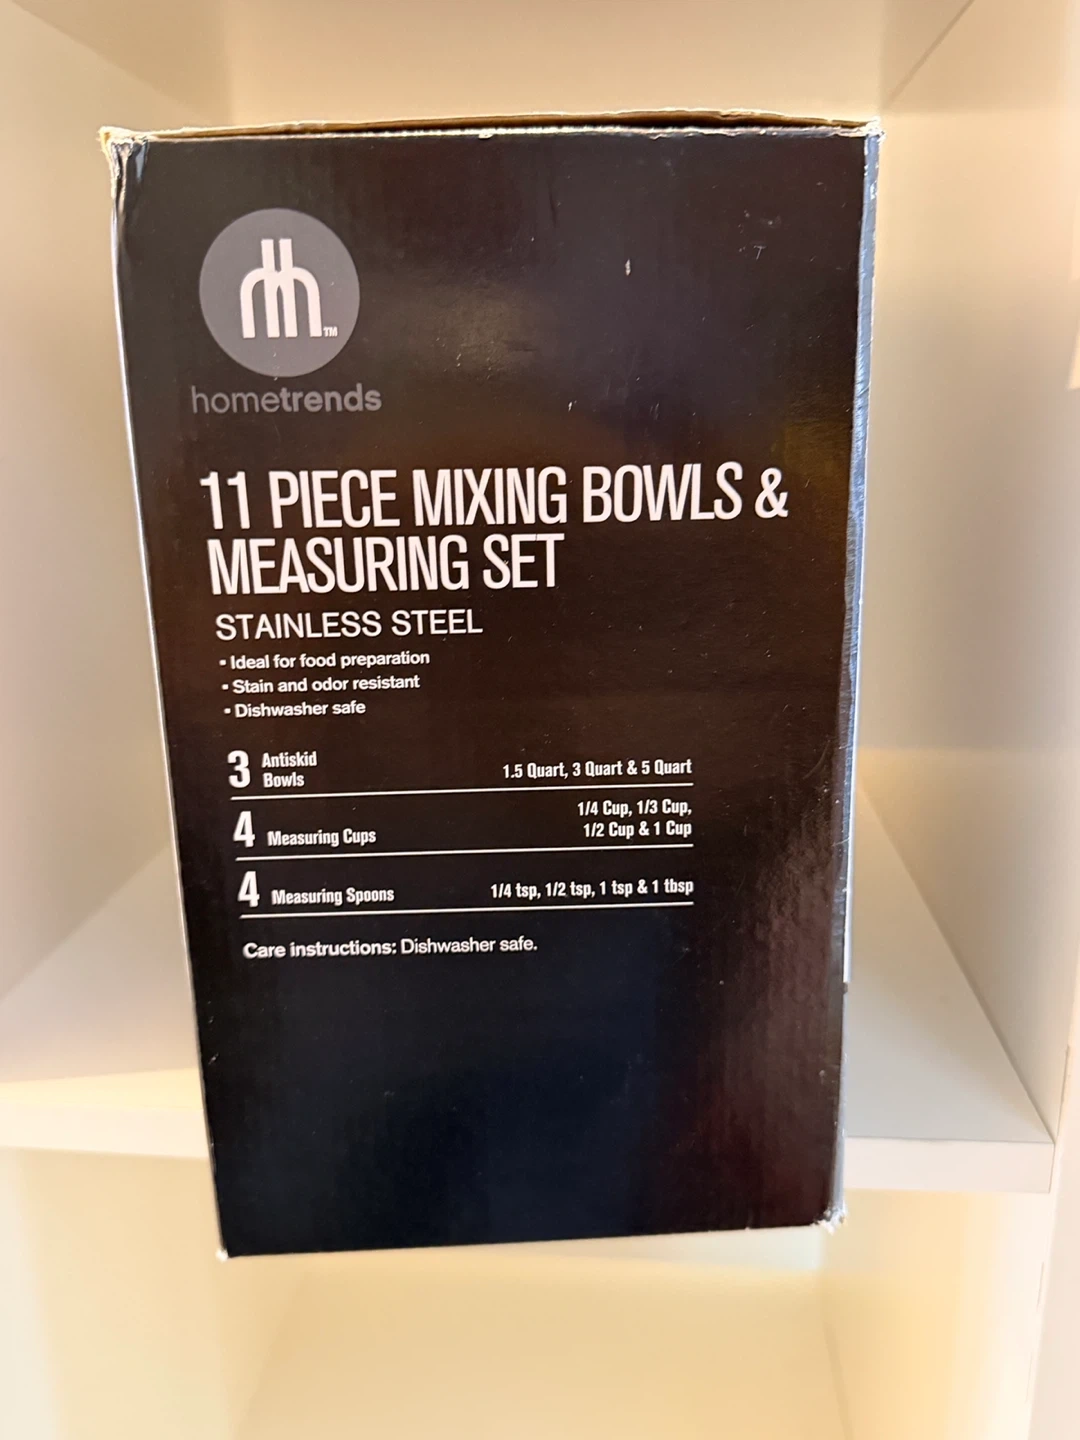 TM
hometrends
11 PIECE MIXING BOWLS &
MEASURING SET
STAINLESS STEEL
• Ideal for food preparation
• Stain and odor resistant
• Dishwasher safe
3 Antiskid
Bowls
1.5 Quart, 3 Quart & 5 Quart
4 Measuring Cups
1/4 Cup, 1/3 Cup,
1/2 Cup & 1 Cup
4 Measuring Spoons
1/4 tsp, 1/2 tsp, 1 tsp & 1 tbsp
Care instructions: Dishwasher safe.